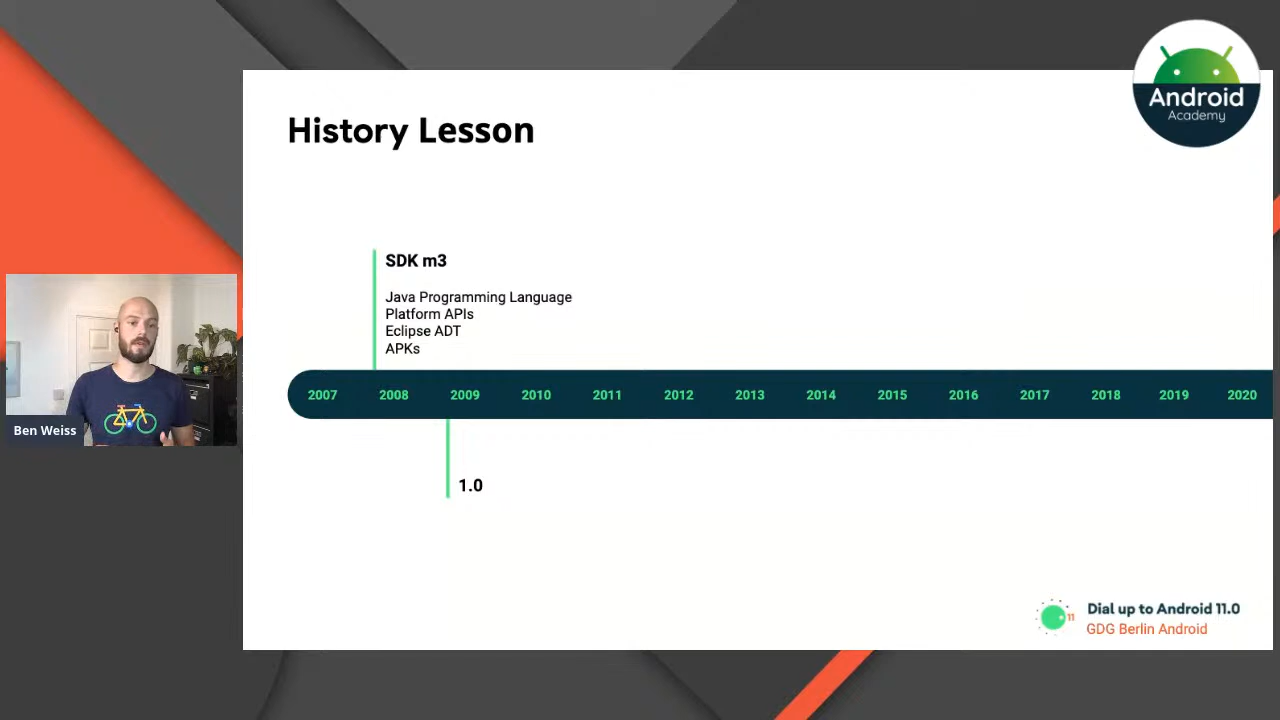 Android
Academy
History Lesson
SDK m3
Java Programming Language
Platform APIs
Eclipse ADT
APKs
2007 2008 2009 2010 2011 2012 2013 2014 2015 2016 2017 2018 2019 2020
1.0
Ben Weiss
11
Dial up to Android 11.0
GDG Berlin Android